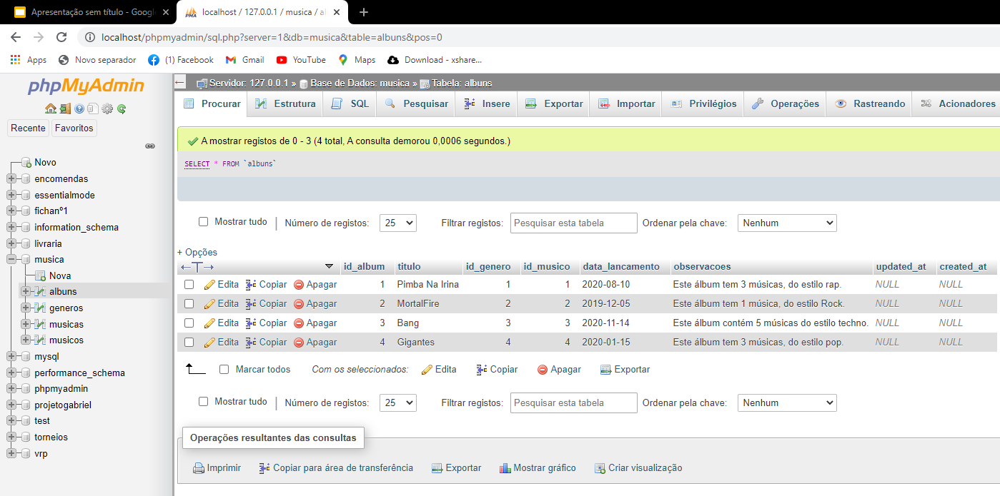 Apresentação sem título - Googl
localhost / 127.0.0.1 / musica / al
localhost/phpmyadmin/sql.php?server=1&db=musica&table=albuns&pos=0
Apps Novo separador (1) Facebook Gmail YouTube Maps Download - xshare...
phpMyAdmin
Recente Favoritos
Novo
encomendas
essentialmode
fichanº1
information_schema
livraria
musica
Nova
albuns
generos
musicas
musicos
mysql
performance_schema
phpmyadmin
projetogabriel
test
torneios
vrp
Servidor: 127.0.0.1 » Base de Dados: musica » Tabela: albuns
Procurar Estrutura SQL Pesquisar Insere Exportar Importar Privilégios Operações Rastreando Acionadores
A mostrar registos de 0 - 3 (4 total, A consulta demorou 0,0006 segundos.)
SELECT * FROM `albuns`
Mostrar tudo | Número de registos: 25 Filtrar registos: Pesquisar esta tabela Ordenar pela chave: Nenhum
+ Opções
←T→ id_album titulo id_genero id_musico data_lancamento observacoes updated_at created_at
Edita Copiar Apagar 1 Pimba Na Irina 1 1 2020-08-10 Este álbum tem 3 músicas, do estilo rap. NULL NULL
Edita Copiar Apagar 2 MortalFire 2 2 2019-12-05 Este álbum tem 1 música, do estilo Rock. NULL NULL
Edita Copiar Apagar 3 Bang 3 3 2020-11-14 Este álbum contém 5 músicas do estilo techno. NULL NULL
Edita Copiar Apagar 4 Gigantes 4 4 2020-01-15 Este álbum tem 3 músicas, do estilo pop. NULL NULL
Marcar todos Com os seleccionados: Edita Copiar Apagar Exportar
Mostrar tudo | Número de registos: 25 Filtrar registos: Pesquisar esta tabela Ordenar pela chave: Nenhum
Operações resultantes das consultas
Imprimir Copiar para área de transferência Exportar Mostrar gráfico Criar visualização